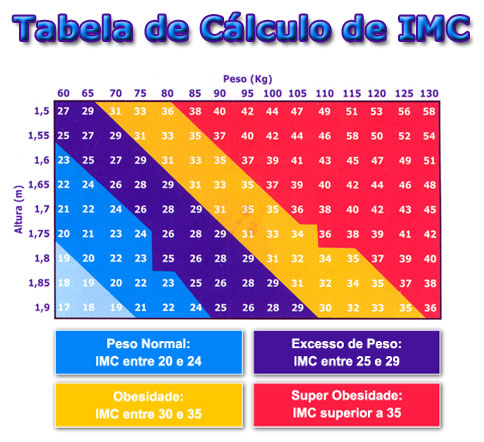 Tabela de Cálculo de IMC
Peso (Kg)
60 65 70 75 80 85 90 95 100 105 110 115 120 125 130
Altura (m)
1,5 27 29 31 33 36 38 40 42 44 47 49 51 53 56 58
1,55 25 27 29 31 33 35 37 40 42 44 46 58 50 52 54
1,6 23 25 27 29 31 33 35 37 39 41 43 45 47 49 51
1,65 22 24 26 28 29 31 33 35 37 39 40 42 44 46 48
1,7 21 22 24 26 28 29 31 35 35 36 38 40 42 43 45
1,75 20 21 23 24 26 28 29 31 33 34 36 37 39 41 42
1,8 19 20 21 23 25 26 28 29 31 32 34 35 37 39 40
1,85 18 19 20 22 23 25 26 28 29 31 32 34 35 37 38
1,9 17 18 19 21 22 24 25 26 28 29 30 32 33 35 36
Peso Normal:
IMC entre 20 e 24
Excesso de Peso:
IMC entre 25 e 29
Obesidade:
IMC entre 30 e 35
Super Obesidade:
IMC superior a 35